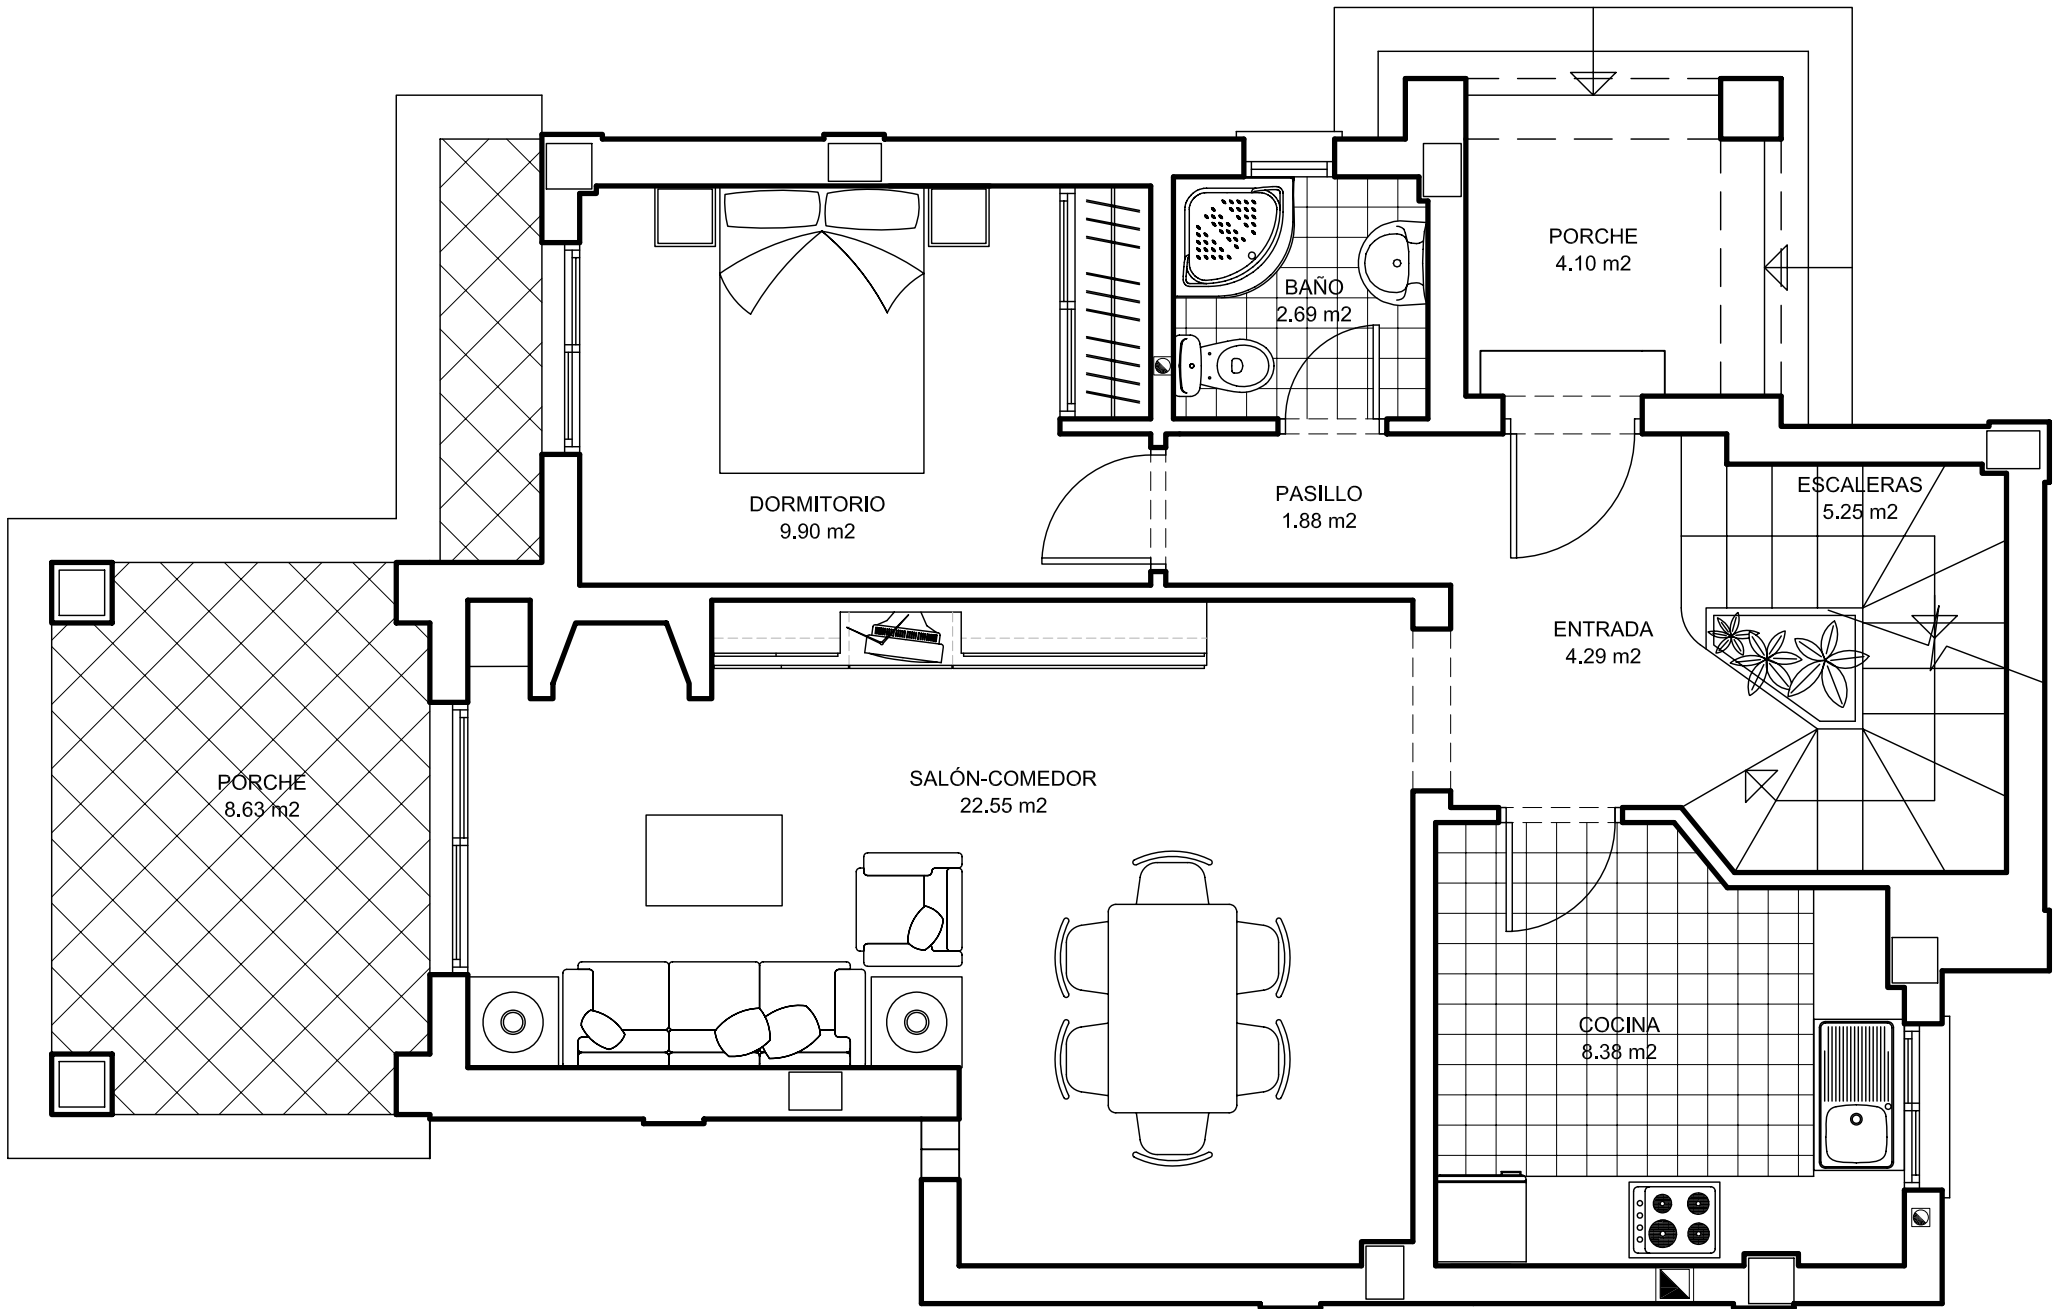 PORCHE
4.10 m2
BAÑO
2.69 m2
DORMITORIO
9.90 m2
PASILLO
1.88 m2
ESCALERAS
5.25 m2
ENTRADA
4.29 m2
PORCHE
8.63 m2
SALÓN-COMEDOR
22.55 m2
COCINA
8.38 m2